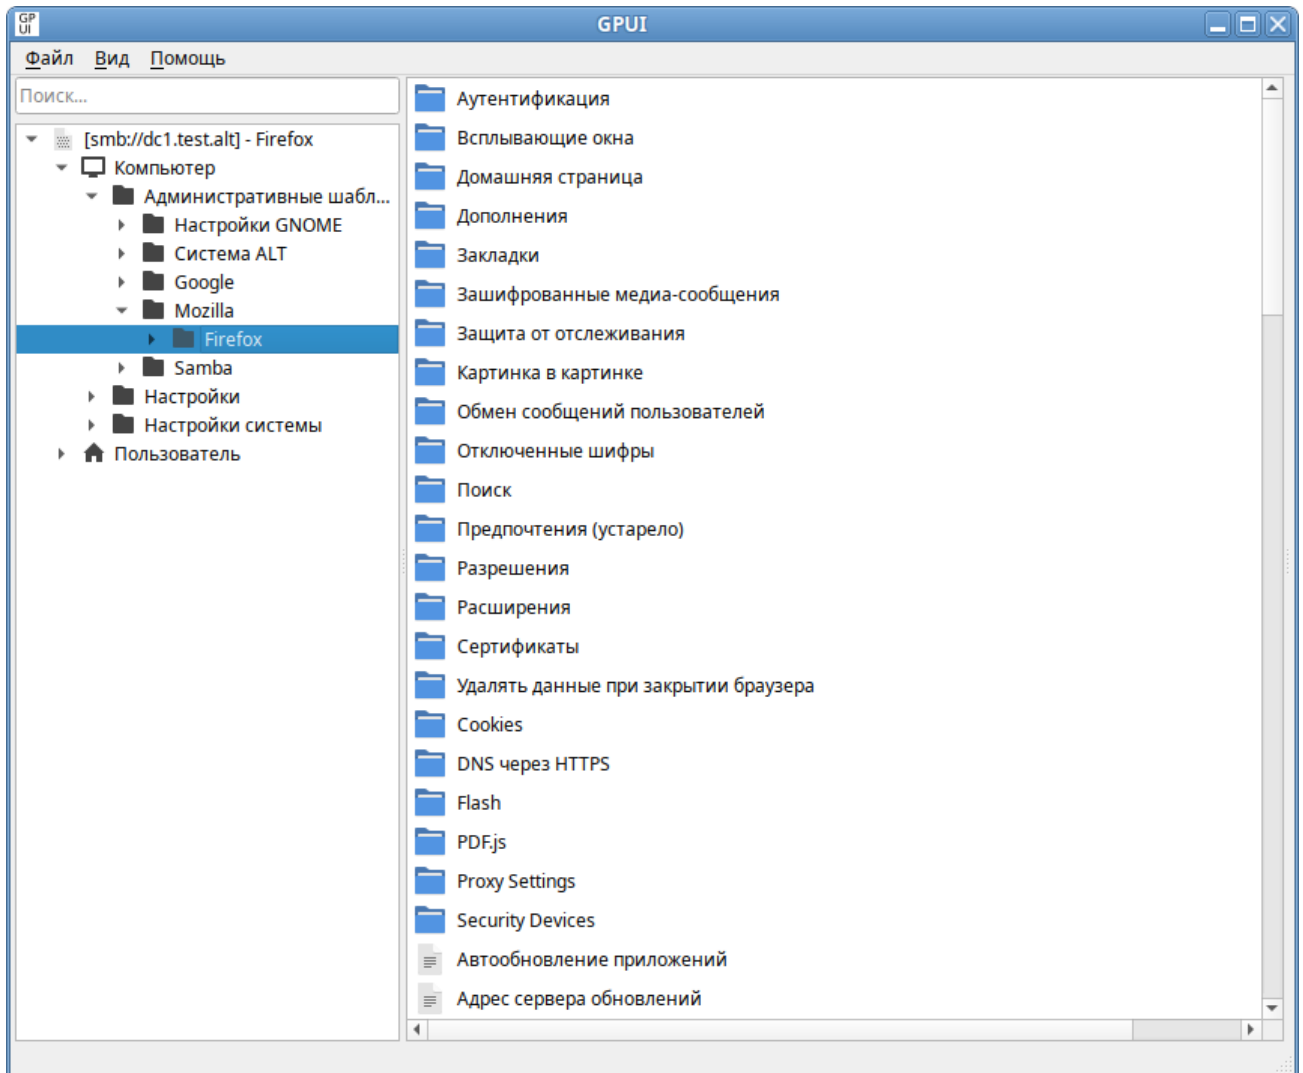 GP
UI
GPUI
Файл Вид Помощь
Поиск...
[smb://dc1.test.alt] - Firefox
Компьютер
Административные шабл...
Настройки GNOME
Система ALT
Google
Mozilla
Firefox
Samba
Настройки
Настройки системы
Пользователь
Аутентификация
Всплывающие окна
Домашняя страница
Дополнения
Закладки
Зашифрованные медиа-сообщения
Защита от отслеживания
Картинка в картинке
Обмен сообщений пользователей
Отключенные шифры
Поиск
Предпочтения (устарело)
Разрешения
Расширения
Сертификаты
Удалять данные при закрытии браузера
Cookies
DNS через HTTPS
Flash
PDF.js
Proxy Settings
Security Devices
Автообновление приложений
Адрес сервера обновлений